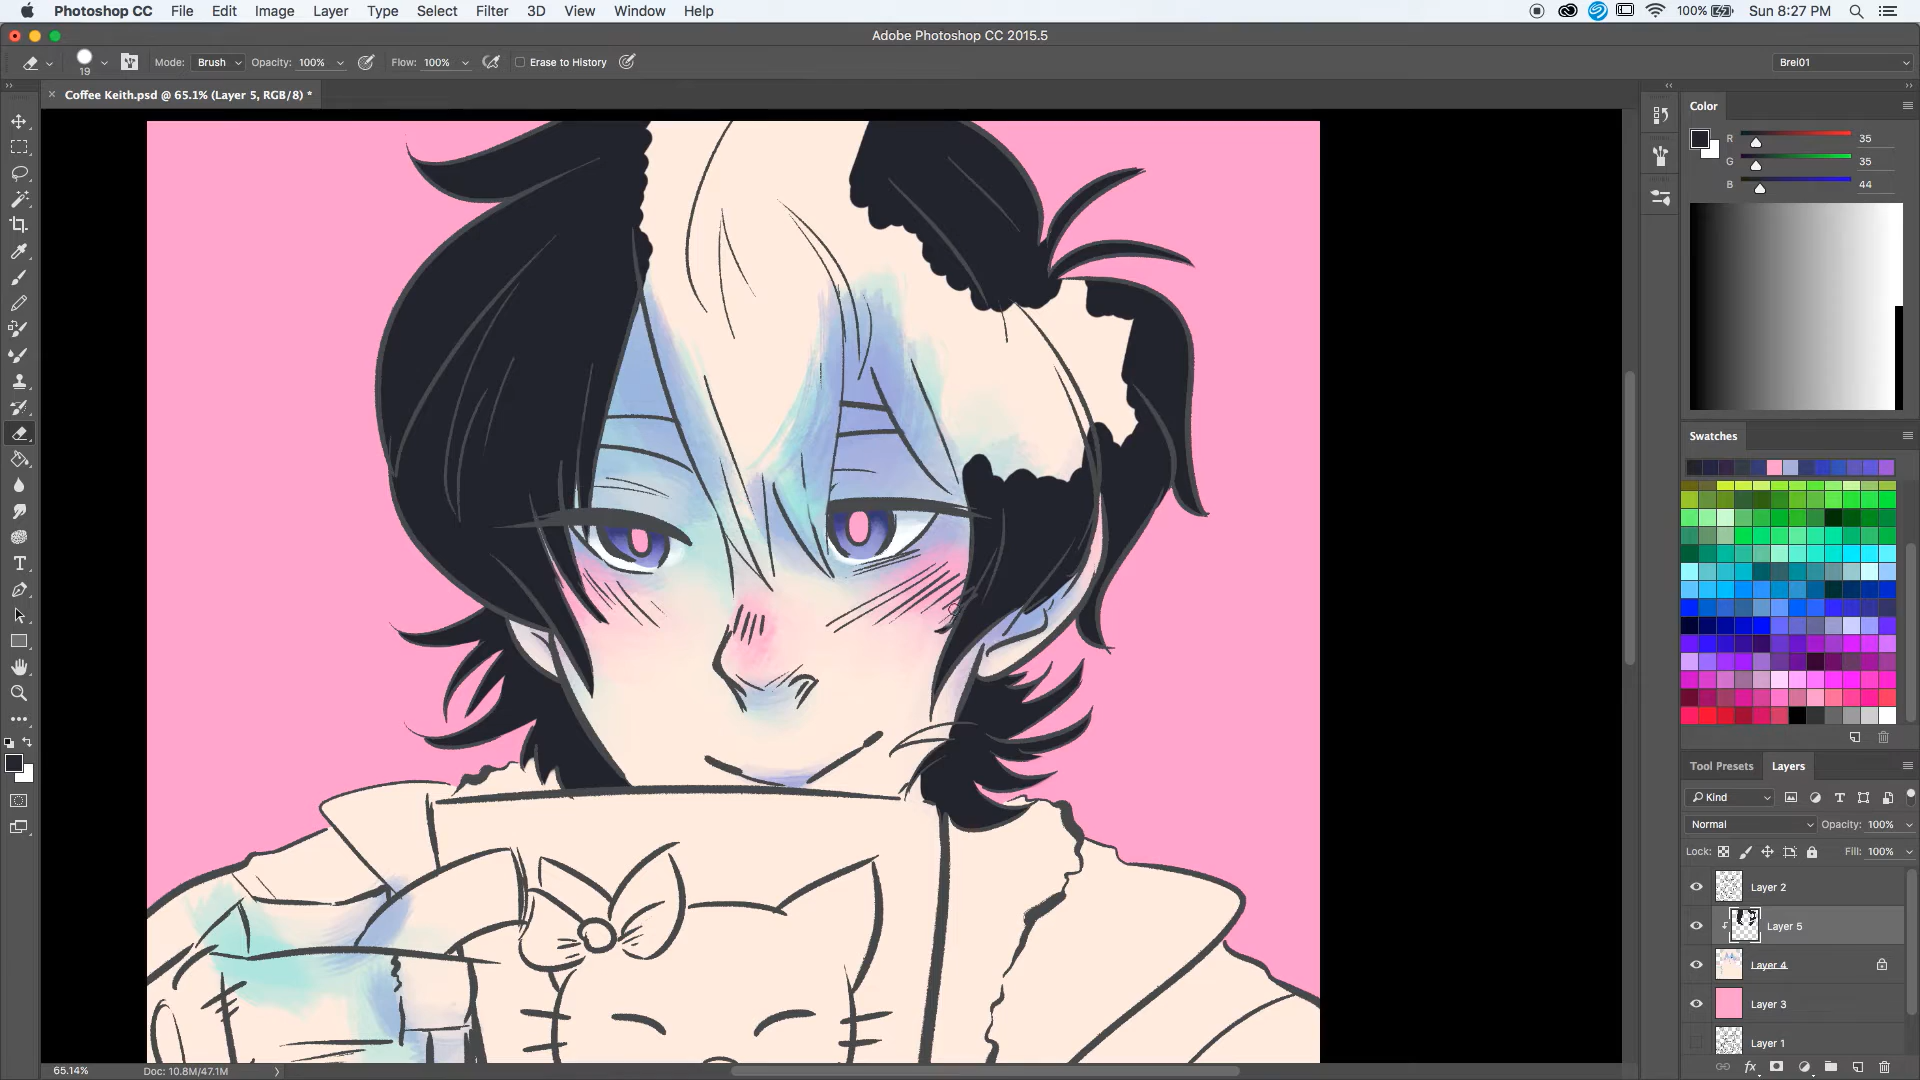 Photoshop CC File Edit Image Layer Type Select Filter 3D View Window Help 100% Sun 8:27 PM
Adobe Photoshop CC 2015.5
19 Mode: Brush Opacity: 100% Flow: 100% Erase to History Brei01
× Coffee Keith.psd @ 65.1% (Layer 5, RGB/8) *
Color
R 35
G 35
B 44
Swatches
Tool Presets Layers
Kind
Normal Opacity: 100%
Lock: Fill: 100%
Layer 2
Layer 5
Layer 4
Layer 3
Layer 1
65.14% Doc: 10.8M/47.1M